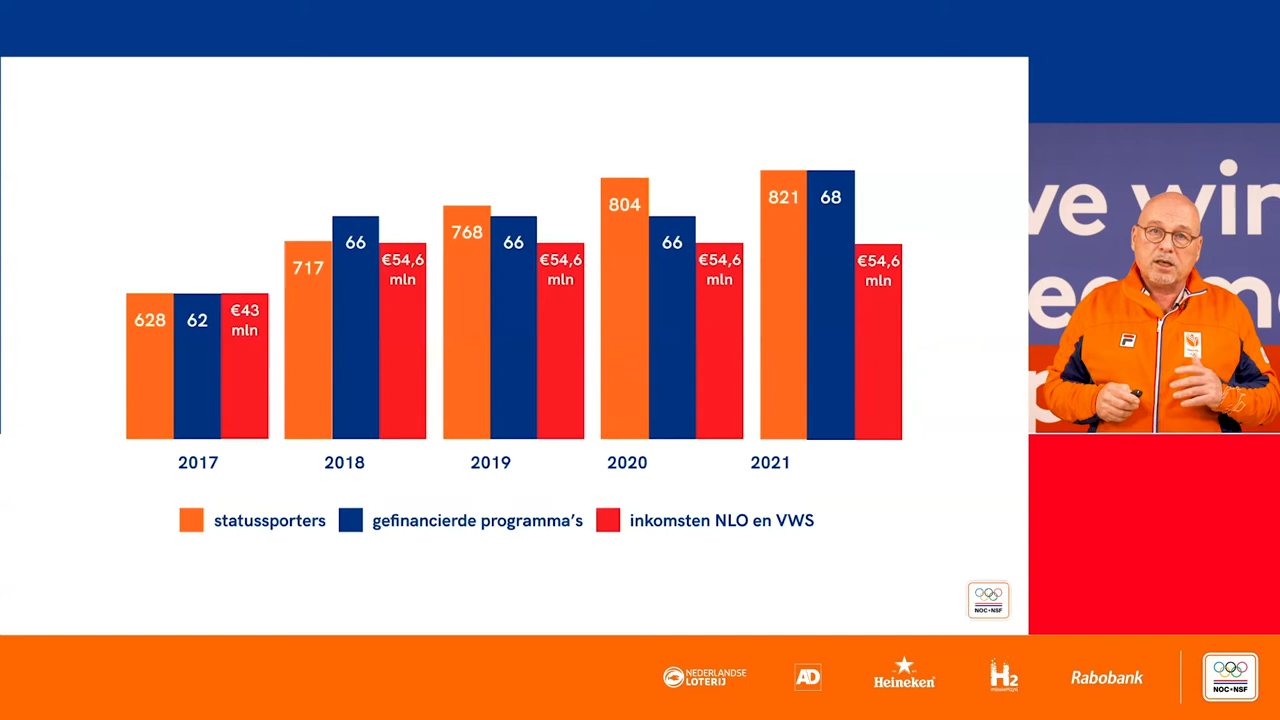 628
62
€43
mln
717
66
€54,6
mln
768
66
€54,6
mln
804
66
€54,6
mln
821
68
€54,6
mln
2017
2018
2019
2020
2021
statussporters
gefinancierde programma's
inkomsten NLO en VWS
NOC*NSF
ve win
F
NEDERLANDSE
LOTERIJ
AD
Heineken
H2
Rabobank
NOC*NSF